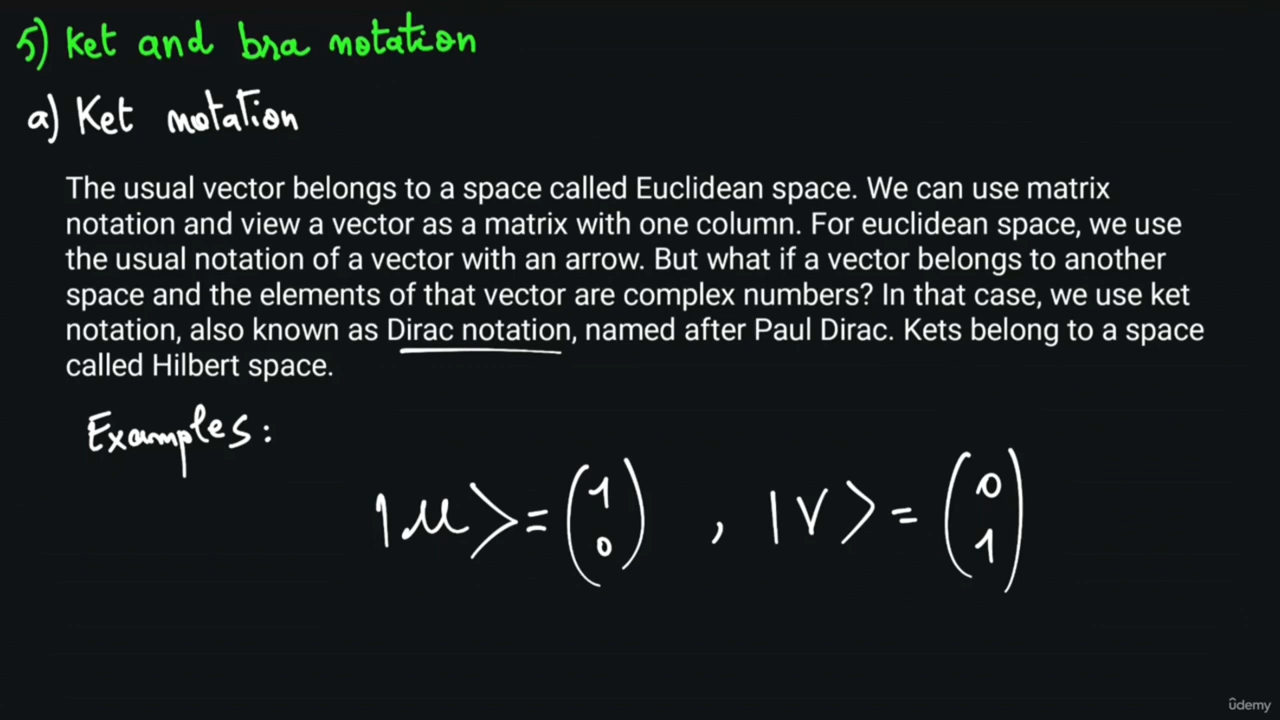 5) Ket and bra notation
a) Ket notation
The usual vector belongs to a space called Euclidean space. We can use matrix
notation and view a vector as a matrix with one column. For euclidean space, we use
the usual notation of a vector with an arrow. But what if a vector belongs to another
space and the elements of that vector are complex numbers? In that case, we use ket
notation, also known as Dirac notation, named after Paul Dirac. Kets belong to a space
called Hilbert space.
Examples:
|u> = (1 0) , |v> = (0 1)
ûdemy